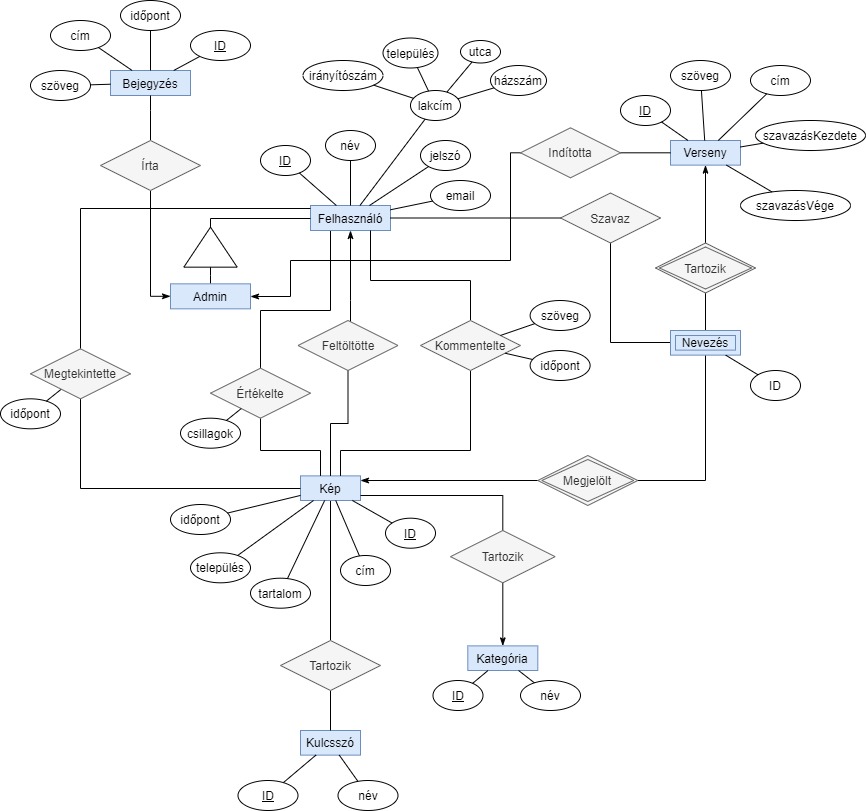 időpont
cím
ID
szöveg
Bejegyzés
település
utca
irányítószám
házszám
lakcím
szöveg
cím
ID
szavazásKezdete
Írta
ID
név
jelszó
Indította
Verseny
email
szavazásVége
Felhasználó
Szavaz
Admin
Tartozik
szöveg
Feltöltötte
Kommentelte
Nevezés
időpont
Megtekintette
ID
Értékelte
időpont
csillagok
Kép
Megjelölt
időpont
ID
település
cím
Tartozik
tartalom
Tartozik
Kategória
ID
név
Kulcsszó
ID
név